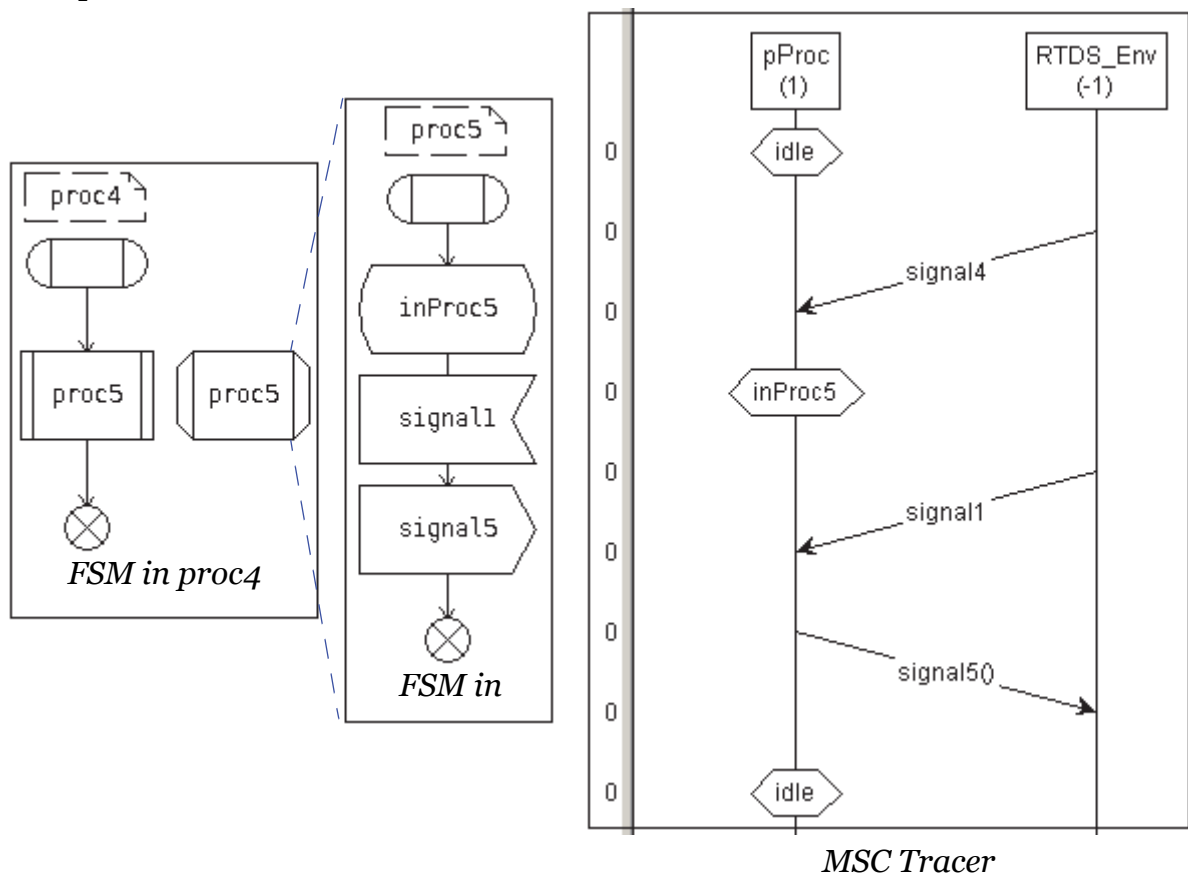 proc4
proc5
proc5
FSM in proc4
proc5
inProc5
signal1
signal5
FSM in
pProc
(1)
RTDS_Env
(-1)
0
idle
0
signal4
0
0
inProc5
0
signal1
0
0
signal5()
0
0
idle
MSC Tracer